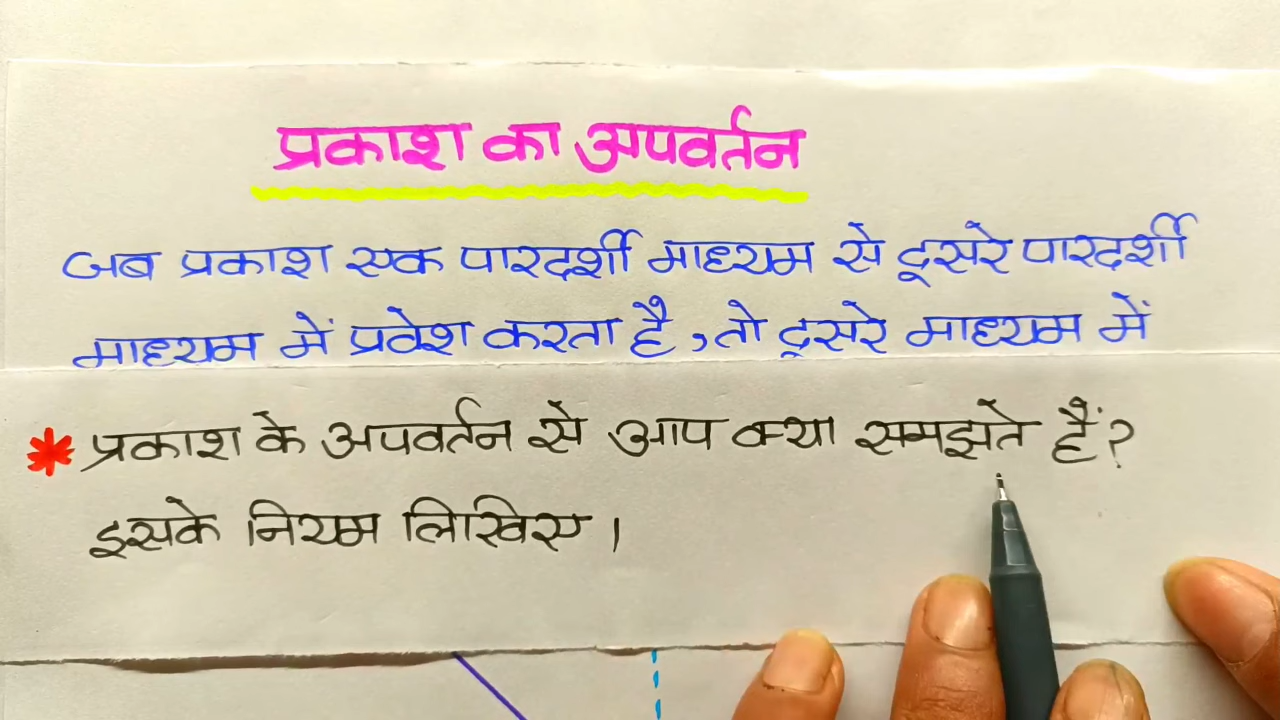 प्रकाश का अपवर्तन
जब प्रकाश एक पारदर्शी माध्यम से दूसरे पारदर्शी
माध्यम में प्रवेश करता है, तो दूसरे माध्यम में
* प्रकाश के अपवर्तन से आप क्या समझते हैं?
इसके नियम लिखिए।